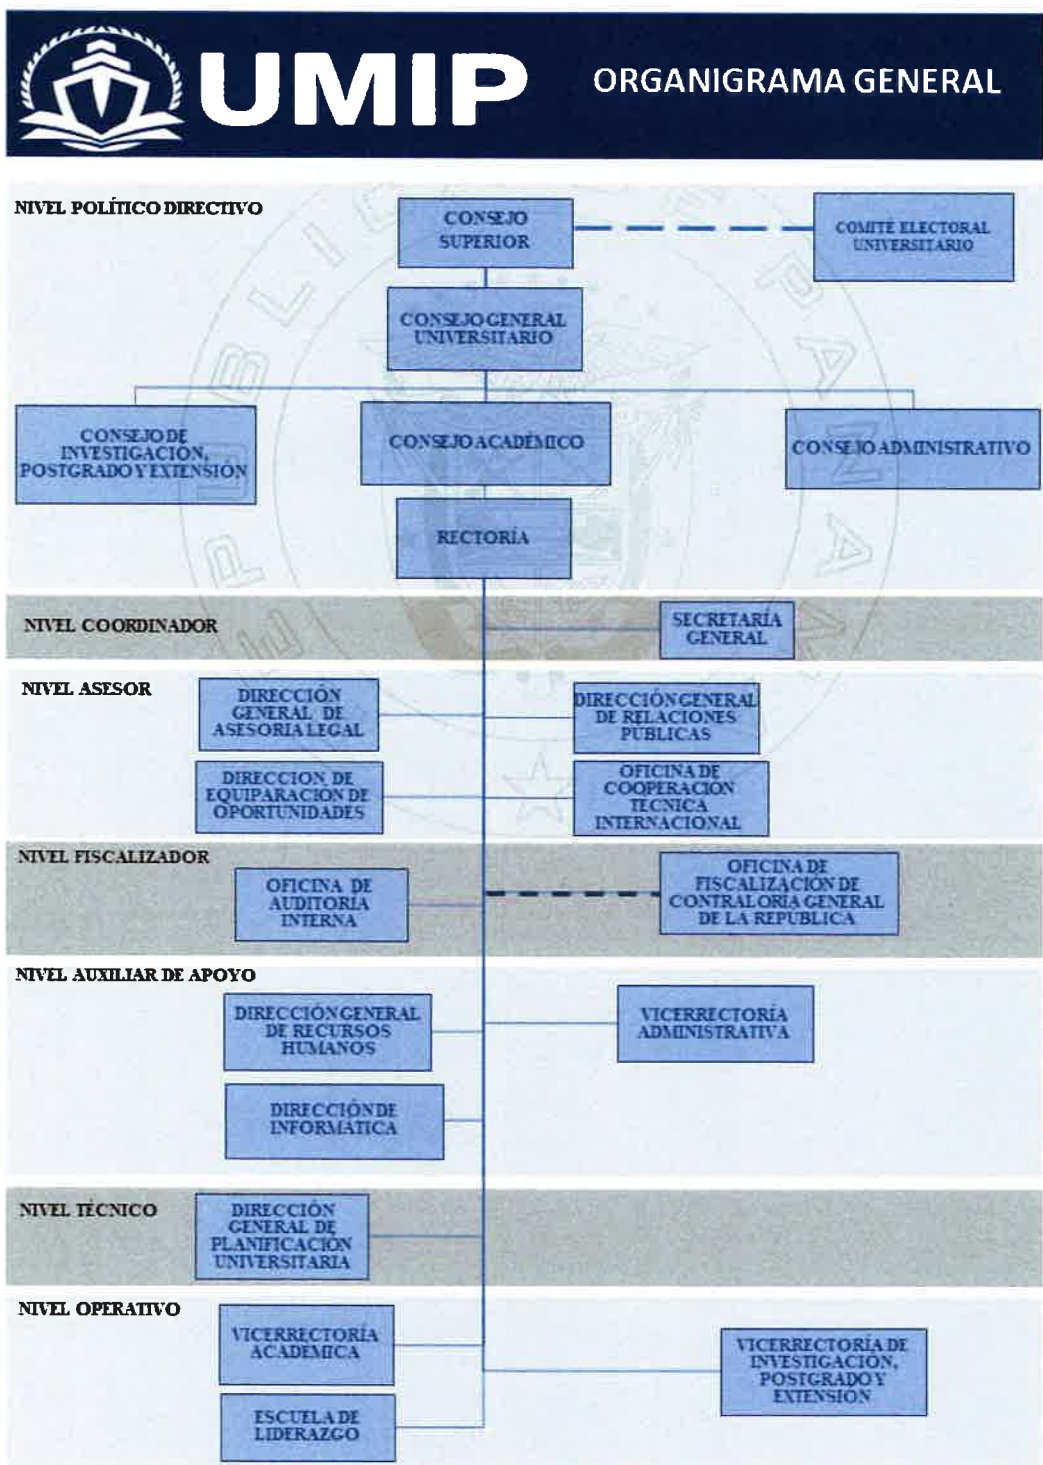 UMIP
ORGANIGRAMA GENERAL
NIVEL POLÍTICO DIRECTIVO
CONSEJO
SUPERIOR
COMITÉ ELECTORAL
UNIVERSITARIO
CONSEJO GENERAL
UNIVERSITARIO
CONSEJO DE
INVESTIGACIÓN,
POSTGRADO Y EXTENSIÓN
CONSEJO ACADÉMICO
CONSEJO ADMINISTRATIVO
RECTORÍA
NIVEL COORDINADOR
SECRETARÍA
GENERAL
NIVEL ASESOR
DIRECCIÓN
GENERAL DE
ASESORIA LEGAL
DIRECCIÓN GENERAL
DE RELACIONES
PÚBLICAS
DIRECCION DE
EQUIPARACIÓN DE
OPORTUNIDADES
OFICINA DE
COOPERACIÓN
TECNICA
INTERNACIONAL
NIVEL FISCALIZADOR
OFICINA DE
AUDITORÍA
INTERNA
OFICINA DE
FISCALIZACIÓN DE
CONTRALORÍA GENERAL
DE LA REPÚBLICA
NIVEL AUXILIAR DE APOYO
DIRECCIÓN GENERAL
DE RECURSOS
HUMANOS
VICERRECTORÍA
ADMINISTRATIVA
DIRECCIÓN DE
INFORMÁTICA
NIVEL TÉCNICO
DIRECCIÓN
GENERAL DE
PLANIFICACIÓN
UNIVERSITARIA
NIVEL OPERATIVO
VICERRECTORÍA
ACADÉMICA
VICERRECTORÍA DE
INVESTIGACIÓN,
POSTGRADO Y
EXTENSIÓN
ESCUELA DE
LIDERAZGO